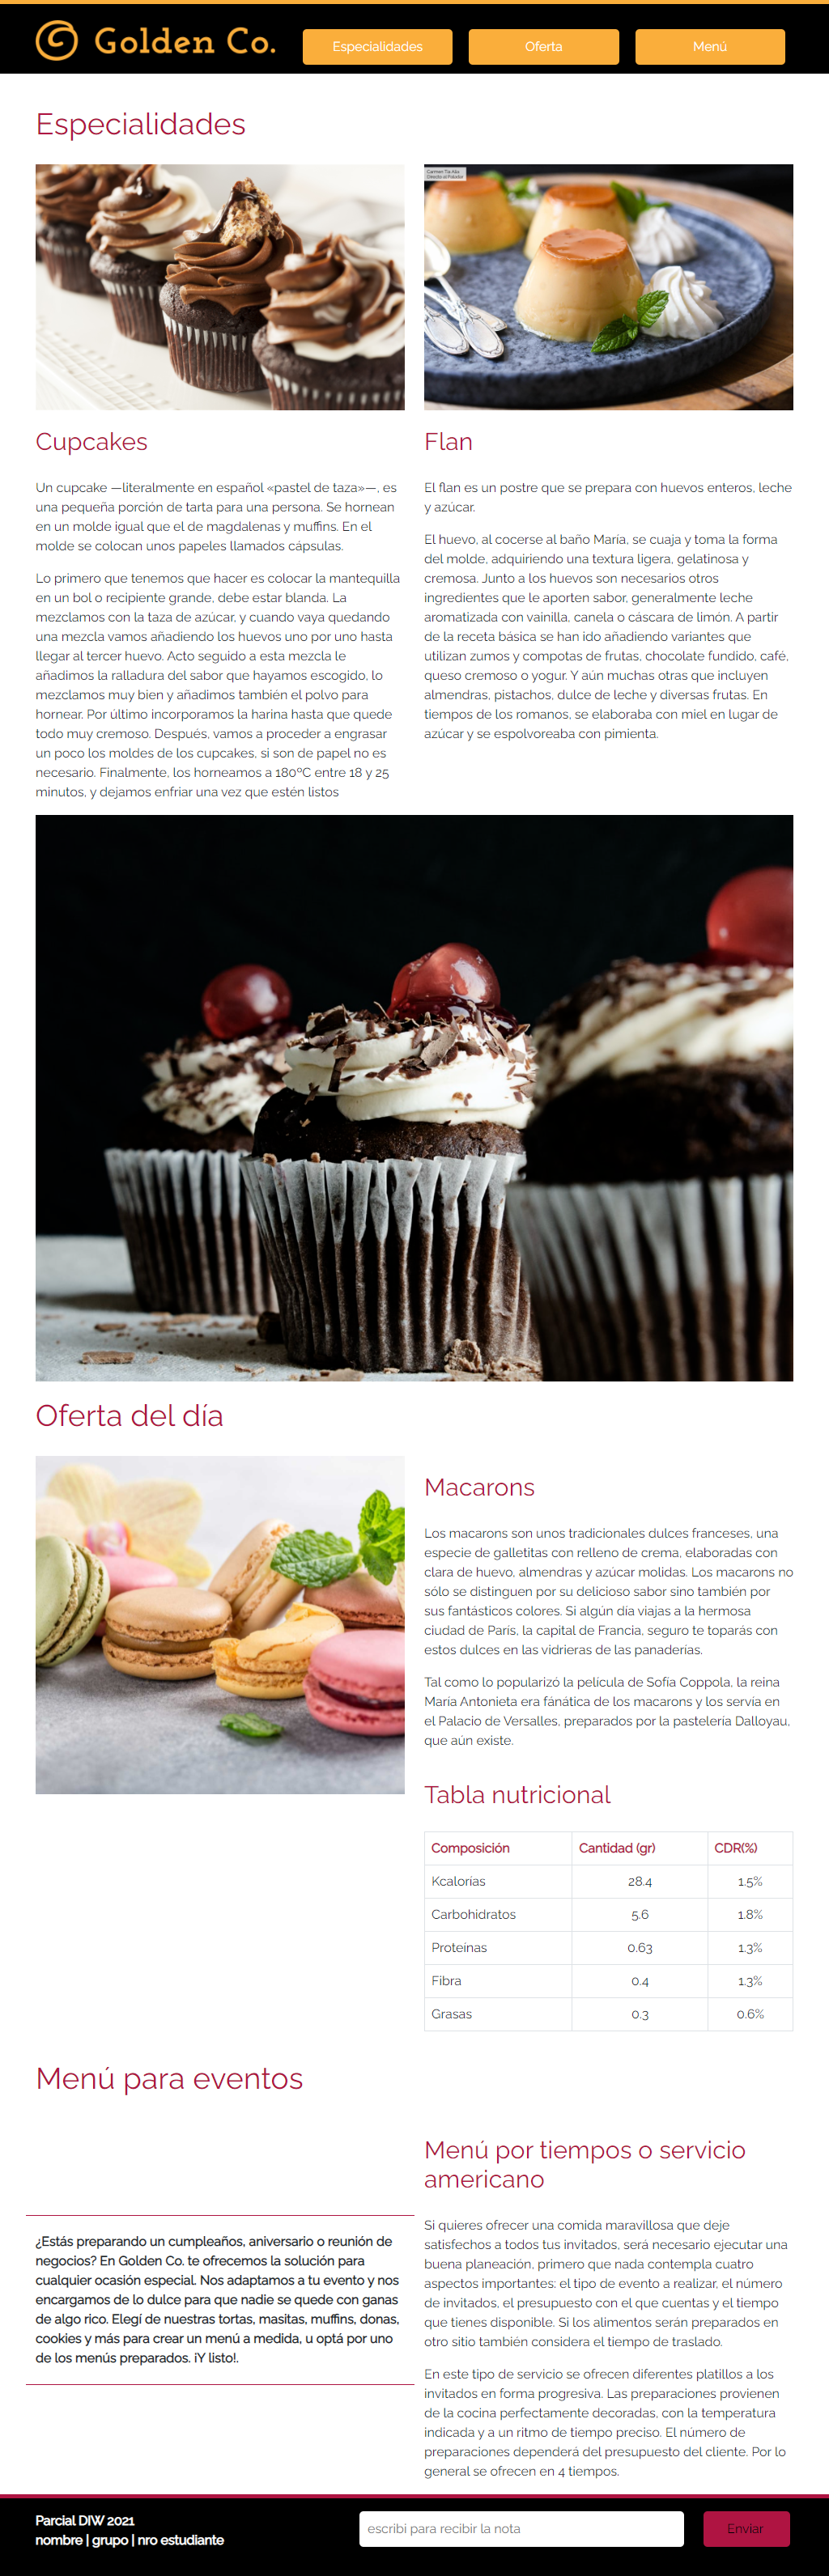 Golden Co.
Especialidades
Oferta
Menú
Especialidades
Carmen Tía Alia
Directo al Paladar
Cupcakes
Un cupcake —literalmente en español «pastel de taza»—, es
una pequeña porción de tarta para una persona. Se hornean
en un molde igual que el de magdalenas y muffins. En el
molde se colocan unos papeles llamados cápsulas.
Lo primero que tenemos que hacer es colocar la mantequilla
en un bol o recipiente grande, debe estar blanda. La
mezclamos con la taza de azúcar, y cuando vaya quedando
una mezcla vamos añadiendo los huevos uno por uno hasta
llegar al tercer huevo. Acto seguido a esta mezcla le
añadimos la ralladura del sabor que hayamos escogido, lo
mezclamos muy bien y añadimos también el polvo para
hornear. Por último incorporamos la harina hasta que quede
todo muy cremoso. Después, vamos a proceder a engrasar
un poco los moldes de los cupcakes, si son de papel no es
necesario. Finalmente, los horneamos a 180ºC entre 18 y 25
minutos, y dejamos enfriar una vez que estén listos
Flan
El flan es un postre que se prepara con huevos enteros, leche
y azúcar.
El huevo, al cocerse al baño María, se cuaja y toma la forma
del molde, adquiriendo una textura ligera, gelatinosa y
cremosa. Junto a los huevos son necesarios otros
ingredientes que le aporten sabor, generalmente leche
aromatizada con vainilla, canela o cáscara de limón. A partir
de la receta básica se han ido añadiendo variantes que
utilizan zumos y compotas de frutas, chocolate fundido, café,
queso cremoso o yogur. Y aún muchas otras que incluyen
almendras, pistachos, dulce de leche y diversas frutas. En
tiempos de los romanos, se elaboraba con miel en lugar de
azúcar y se espolvoreaba con pimienta.
Oferta del día
Macarons
Los macarons son unos tradicionales dulces franceses, una
especie de galletitas con relleno de crema, elaboradas con
clara de huevo, almendras y azúcar molidas. Los macarons no
sólo se distinguen por su delicioso sabor sino también por
sus fantásticos colores. Si algún día viajas a la hermosa
ciudad de París, la capital de Francia, seguro te toparás con
estos dulces en las vidrieras de las panaderías.
Tal como lo popularizó la película de Sofía Coppola, la reina
María Antonieta era fánática de los macarons y los servía en
el Palacio de Versalles, preparados por la pastelería Dalloyau,
que aún existe.
Tabla nutricional
Composición Cantidad (gr) CDR(%)
Kcalorías 28.4 1.5%
Carbohidratos 5.6 1.8%
Proteínas 0.63 1.3%
Fibra 0.4 1.3%
Grasas 0.3 0.6%
Menú para eventos
¿Estás preparando un cumpleaños, aniversario o reunión de
negocios? En Golden Co. te ofrecemos la solución para
cualquier ocasión especial. Nos adaptamos a tu evento y nos
encargamos de lo dulce para que nadie se quede con ganas
de algo rico. Elegí de nuestras tortas, masitas, muffins, donas,
cookies y más para crear un menú a medida, u optá por uno
de los menús preparados. ¡Y listo!.
Menú por tiempos o servicio
americano
Si quieres ofrecer una comida maravillosa que deje
satisfechos a todos tus invitados, será necesario ejecutar una
buena planeación, primero que nada contempla cuatro
aspectos importantes: el tipo de evento a realizar, el número
de invitados, el presupuesto con el que cuentas y el tiempo
que tienes disponible. Si los alimentos serán preparados en
otro sitio también considera el tiempo de traslado.
En este tipo de servicio se ofrecen diferentes platillos a los
invitados en forma progresiva. Las preparaciones provienen
de la cocina perfectamente decoradas, con la temperatura
indicada y a un ritmo de tiempo preciso. El número de
preparaciones dependerá del presupuesto del cliente. Por lo
general se ofrecen en 4 tiempos.
Parcial DIW 2021
nombre | grupo | nro estudiante
escribi para recibir la nota
Enviar